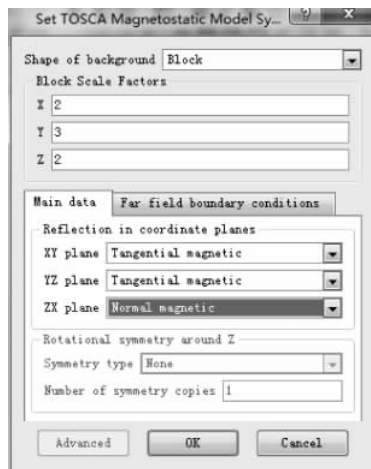 Set TOSCA Magnetostatic Model Sy...
Shape of background Block
Block Scale Factors
X 2
Y 3
Z 2
Main data Far field boundary conditions
Reflection in coordinate planes
XY plane Tangential magnetic
YZ plane Tangential magnetic
ZX plane Normal magnetic
Rotational symmetry around Z
Symmetry type None
Number of symmetry copies 1
Advanced OK Cancel